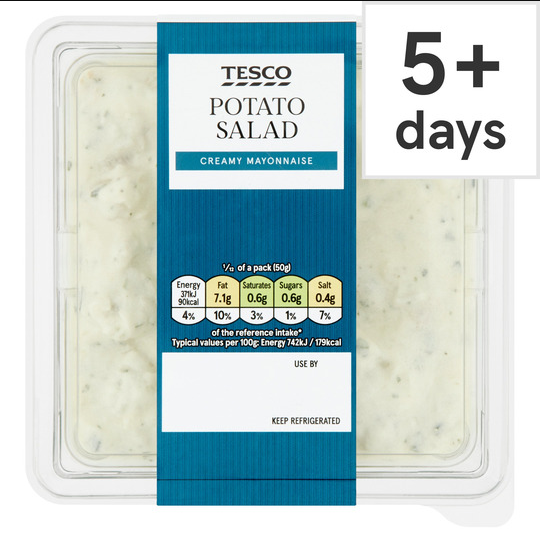 5+
days
TESCO
POTATO
SALAD
CREAMY MAYONNAISE
1/12 of a pack (50g)
Energy Fat Saturates Sugars Salt
371kJ
90kcal 7.1g 0.6g 0.6g 0.4g
4% 10% 3% 1% 7%
of the reference intake*
Typical values per 100g: Energy 742kJ / 179kcal
USE BY
KEEP REFRIGERATED